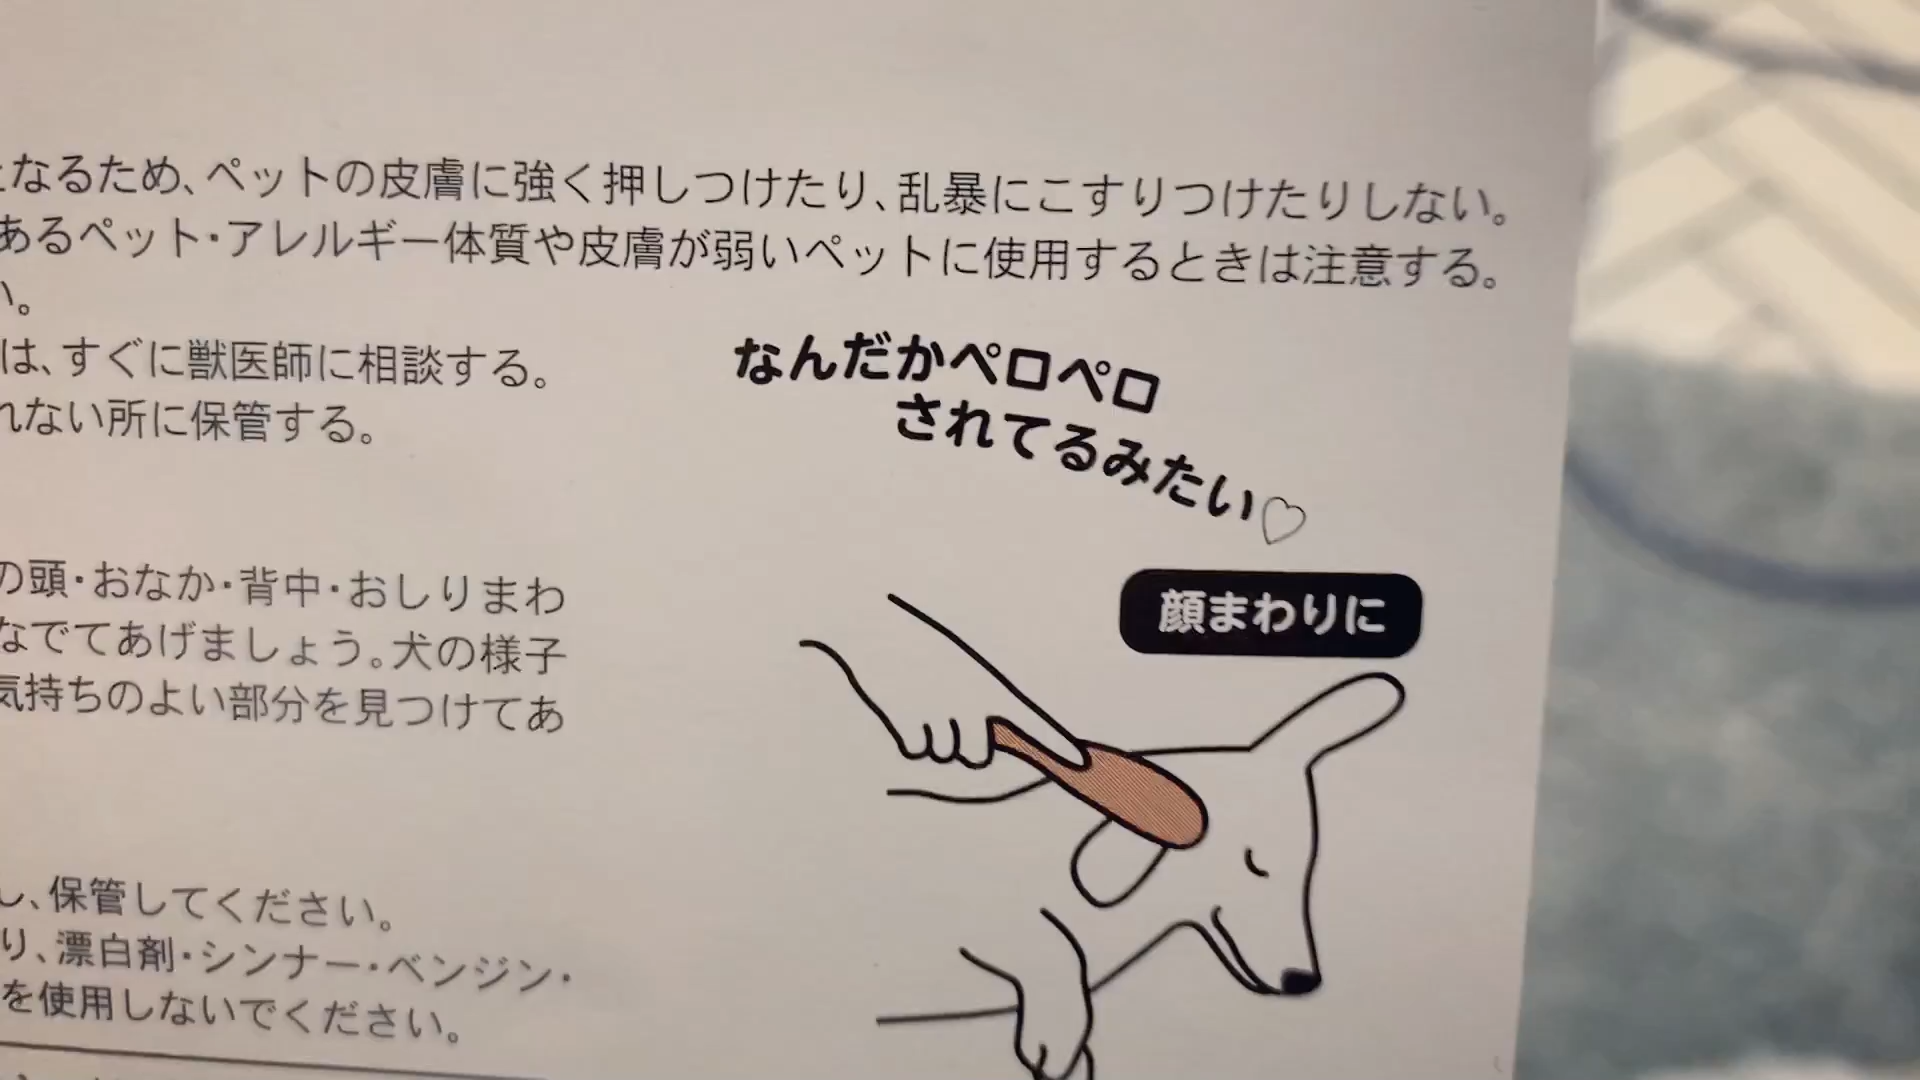 となるため、ペットの皮膚に強く押しつけたり、乱暴にこすりつけたりしない。
あるペット・アレルギー体質や皮膚が弱いペットに使用するときは注意する。
い。
は、すぐに獣医師に相談する。
れない所に保管する。
なんだかペロペロ
されてるみたい♡
顔まわりに
の頭・おなか・背中・おしりまわ
なでてあげましょう。犬の様子
気持ちのよい部分を見つけてあ
し、保管してください。
り、漂白剤・シンナー・ベンジン・
を使用しないでください。